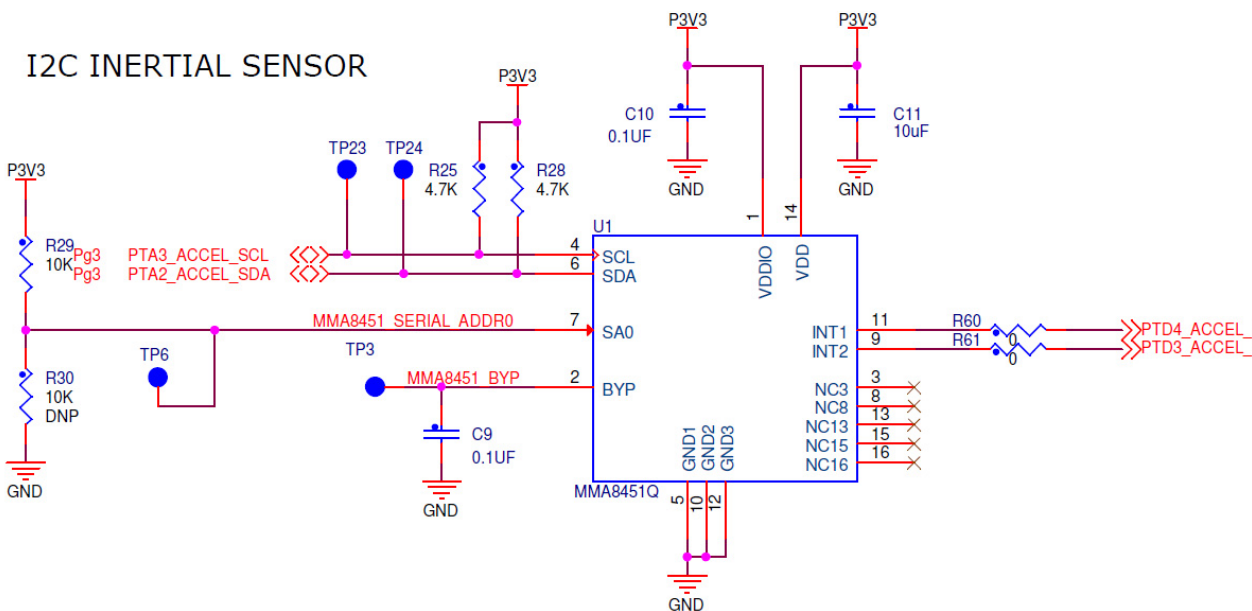 I2C INERTIAL SENSOR
P3V3
P3V3
P3V3
P3V3
C10
0.1UF
C11
10uF
GND
GND
TP23
TP24
R25
4.7K
R28
4.7K
R29
10K
Pg3 PTA3_ACCEL_SCL
Pg3 PTA2_ACCEL_SDA
U1
4
6
7
2
SCL
SDA
SA0
BYP
1
14
VDDIO
VDD
MMA8451_SERIAL_ADDR0
TP6
TP3
MMA8451_BYP
R30
10K
DNP
GND
C9
0.1UF
GND
INT1
11
R60
0
PTD4_ACCEL_
INT2
9
R61
0
PTD3_ACCEL_
NC3
3
NC8
8
NC13
13
NC15
15
NC16
16
GND1
GND2
GND3
MMA8451Q
5
10
12
GND